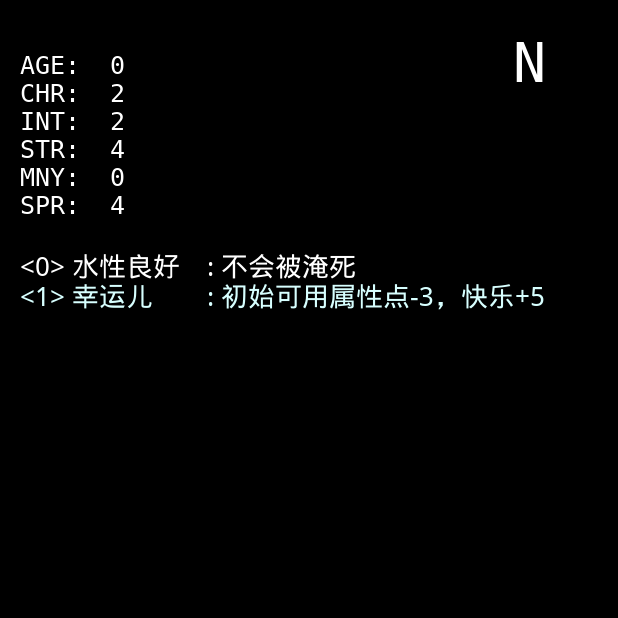 N
AGE: 0
CHR: 2
INT: 2
STR: 4
MNY: 0
SPR: 4
<0> 水性良好 : 不会被淹死
<1> 幸运儿 : 初始可用属性点-3，快乐+5